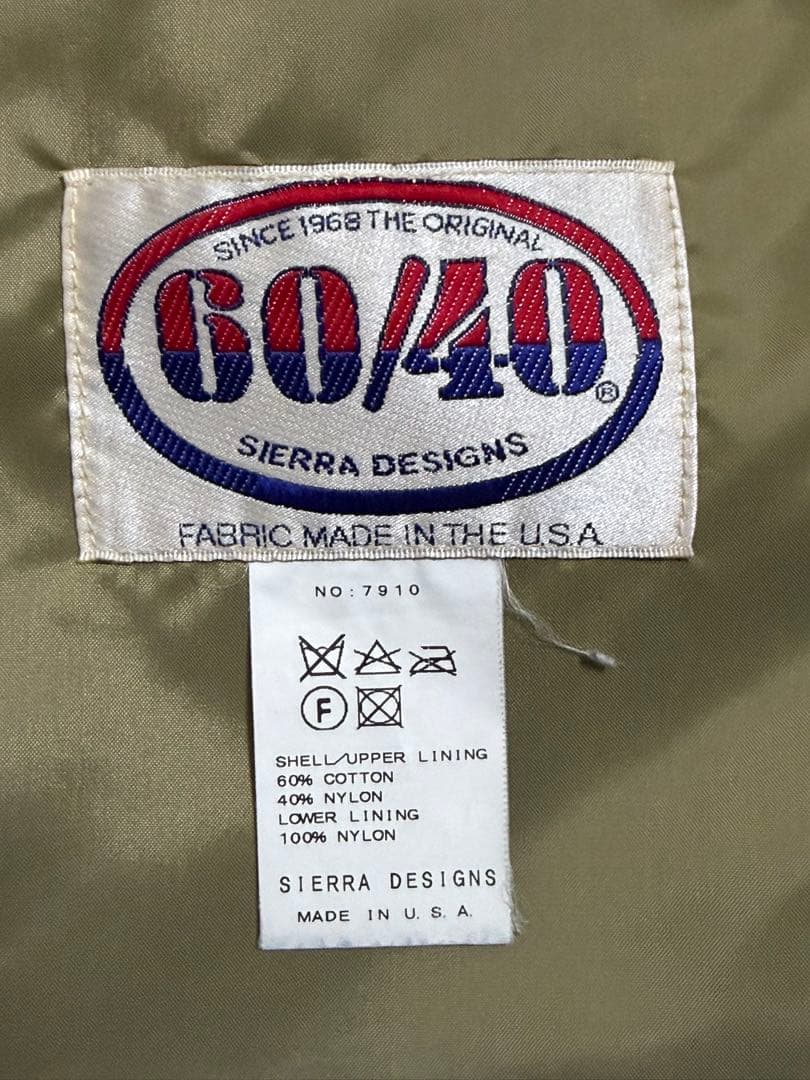 SINCE 1968 THE ORIGINAL
60/40®
SIERRA DESIGNS
FABRIC MADE IN THE U.S.A
NO:7910
F
SHELL/UPPER LINING
60% COTTON
40% NYLON
LOWER LINING
100% NYLON
SIERRA DESIGNS
MADE IN U.S.A.